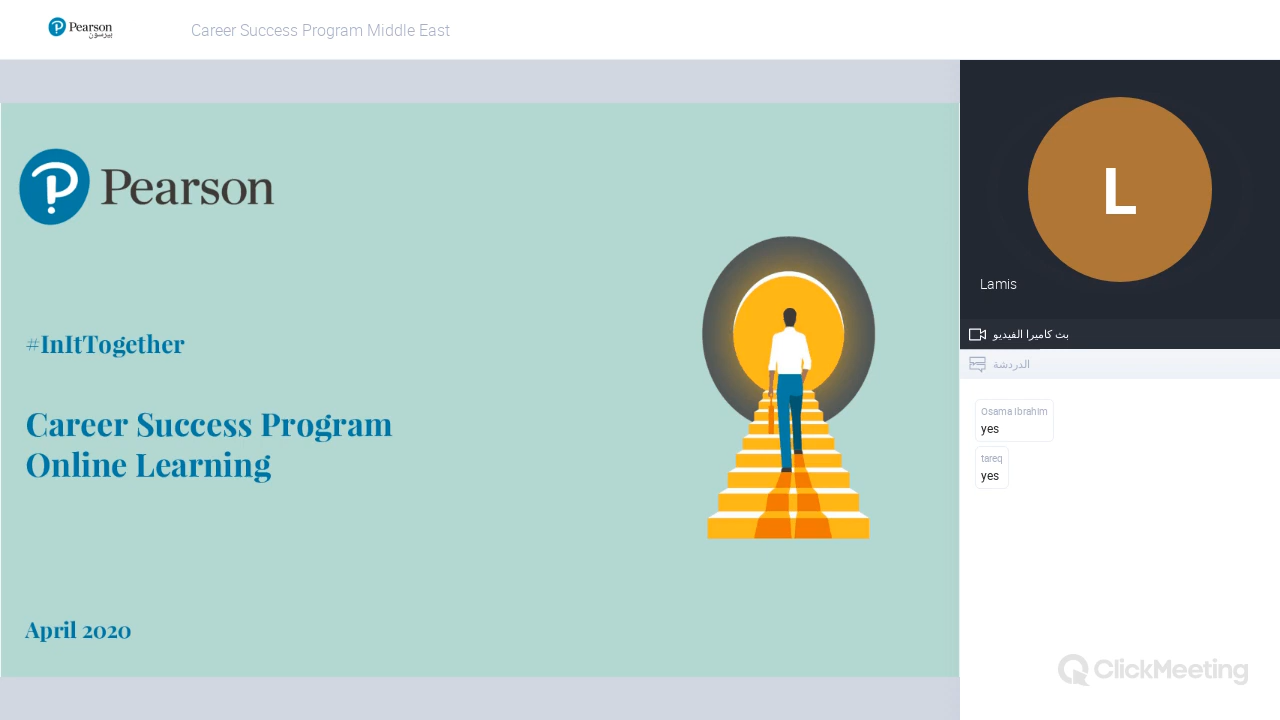 Pearson
بيرسون
Career Success Program Middle East
Pearson
#InItTogether
Career Success Program
Online Learning
April 2020
L
Lamis
بث كاميرا الفيديو
الدردشة
Osama Ibrahim
yes
tareq
yes
ClickMeeting